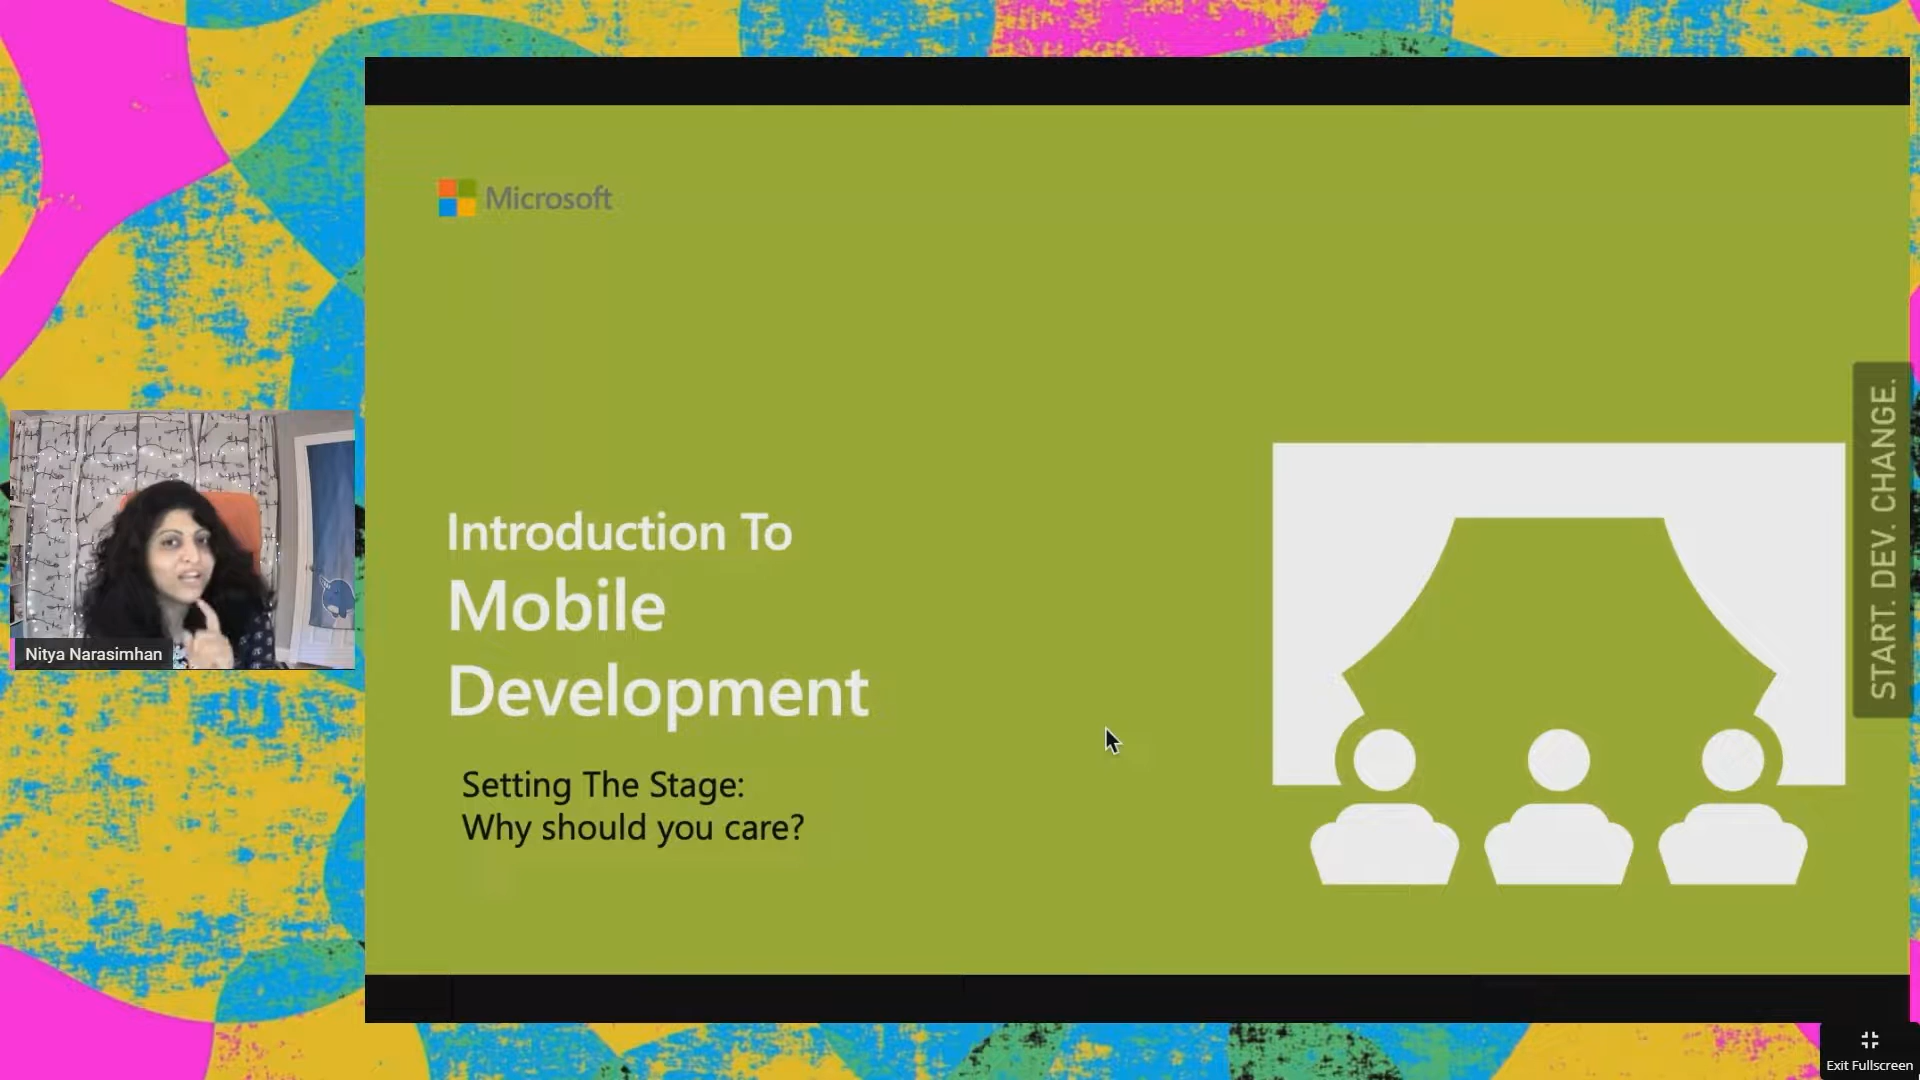 Microsoft
Introduction To
Mobile
Development
Setting The Stage:
Why should you care?
START. DEV. CHANGE.
Nitya Narasimhan
Exit Fullscreen